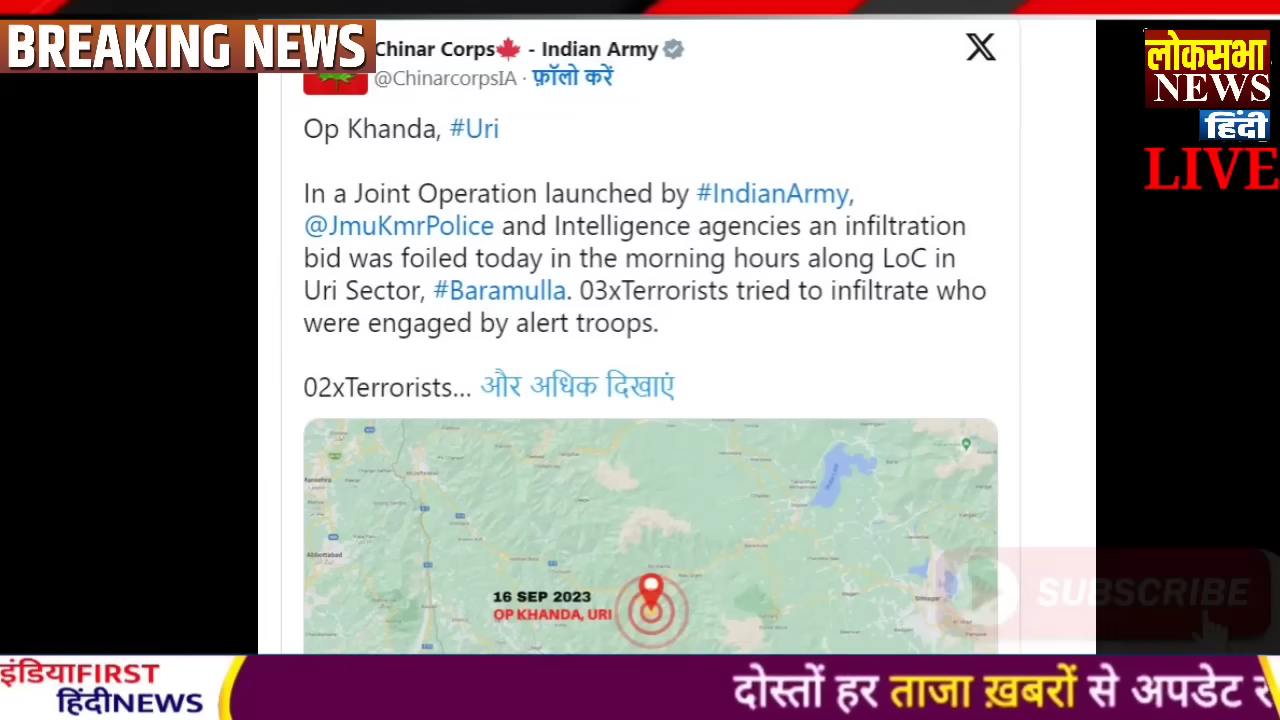 BREAKING NEWS
Chinar Corps🍁 - Indian Army
@ChinarcorpsIA · फ़ॉलो करें
लोकसभा
NEWS
हिंदी
LIVE
Op Khanda, #Uri
In a Joint Operation launched by #IndianArmy,
@JmuKmrPolice and Intelligence agencies an infiltration
bid was foiled today in the morning hours along LoC in
Uri Sector, #Baramulla. 03xTerrorists tried to infiltrate who
were engaged by alert troops.
02xTerrorists... और अधिक दिखाएं
Abbottabad
16 SEP 2023
OP KHANDA, URI
Srinagar
SUBSCRIBE
इंडियाFIRST
हिंदीNEWS
दोस्तों हर ताजा ख़बरों से अपडेट